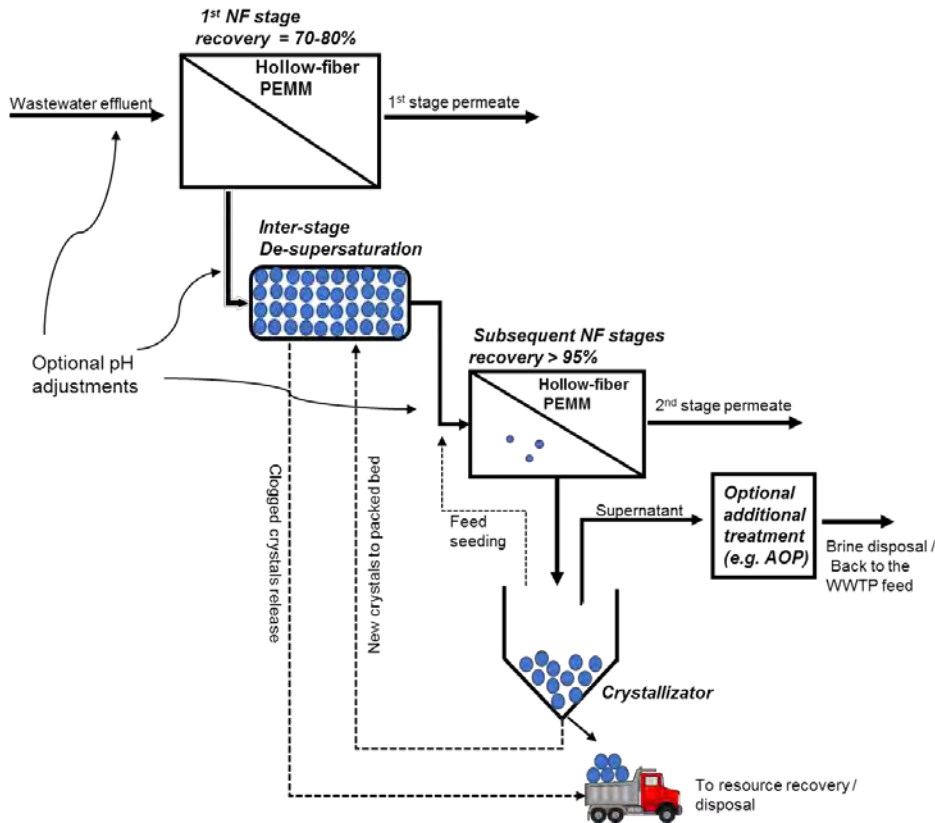 1st NF stage
recovery = 70-80%
Hollow-fiber
PEMM
Wastewater effluent
1st stage permeate
Inter-stage
De-supersaturation
Optional pH
adjustments
Subsequent NF stages
recovery > 95%
Hollow-fiber
PEMM
2nd stage permeate
Clogged crystals release
New crystals to packed bed
Feed
seeding
Supernatant
Optional
additional
treatment
(e.g. AOP)
Brine disposal /
Back to the
WWTP feed
Crystallizator
To resource recovery /
disposal